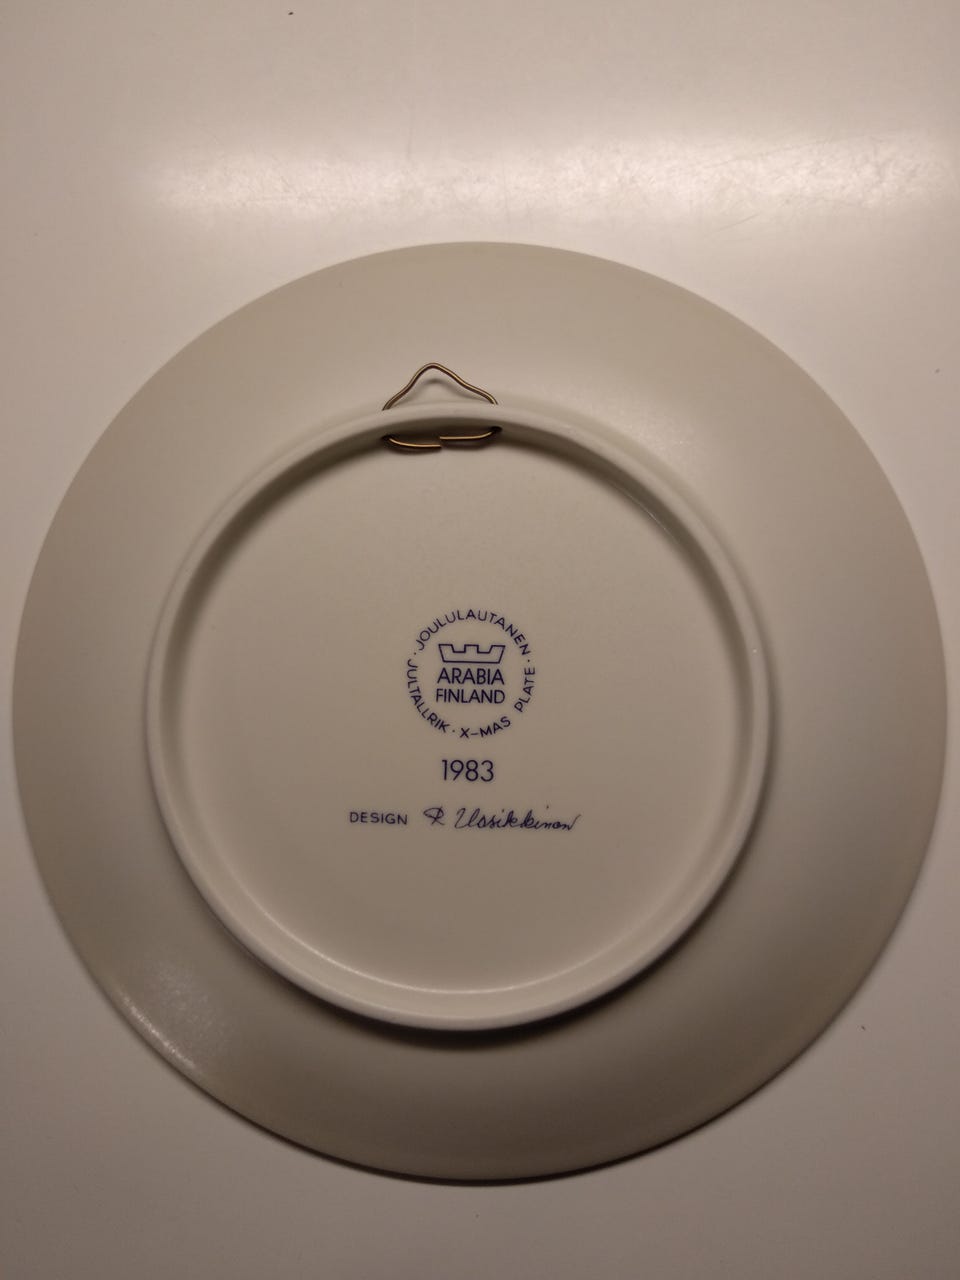 · JOULULAUTANEN · X-MAS PLATE · JULTALLRIK
ARABIA
FINLAND
1983
DESIGN R Uosikkinen